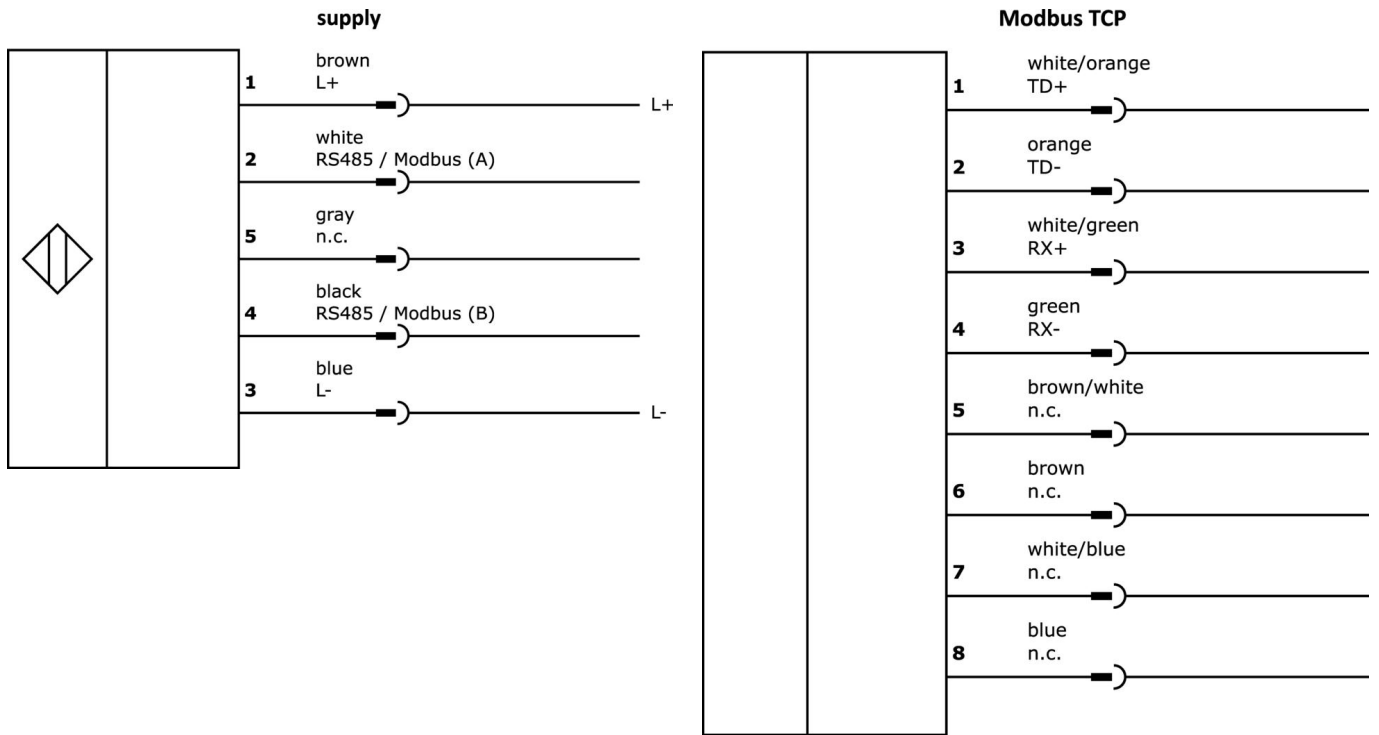 supply
brown
1 L+
L+
white
2 RS485 / Modbus (A)
gray
5 n.c.
black
4 RS485 / Modbus (B)
blue
3 L-
L-
Modbus TCP
white/orange
1 TD+
orange
2 TD-
white/green
3 RX+
green
4 RX-
brown/white
5 n.c.
brown
6 n.c.
white/blue
7 n.c.
blue
8 n.c.